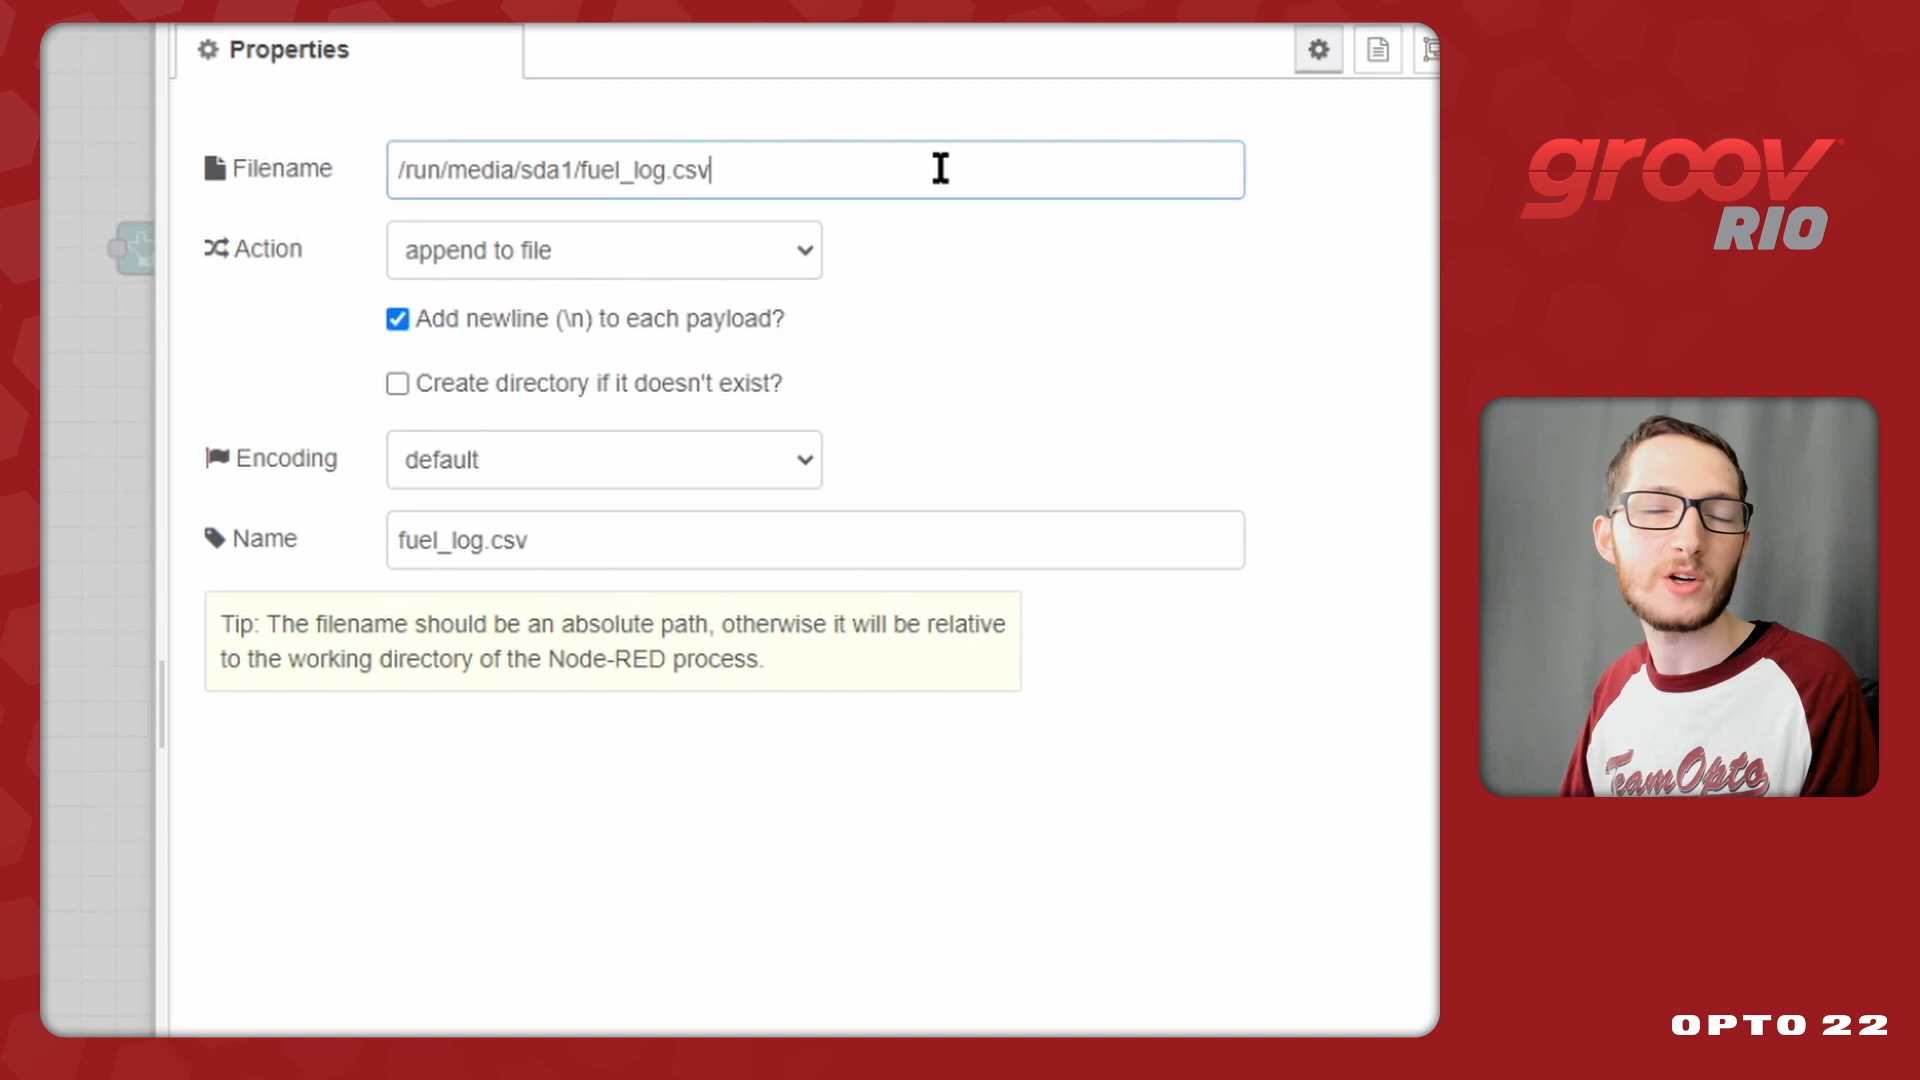 Properties
Filename
/run/media/sda1/fuel_log.csv
Action
append to file
Add newline (\n) to each payload?
Create directory if it doesn't exist?
Encoding
default
Name
fuel_log.csv
Tip: The filename should be an absolute path, otherwise it will be relative
to the working directory of the Node-RED process.
groov
RIO
TeamOpto
OPTO 22